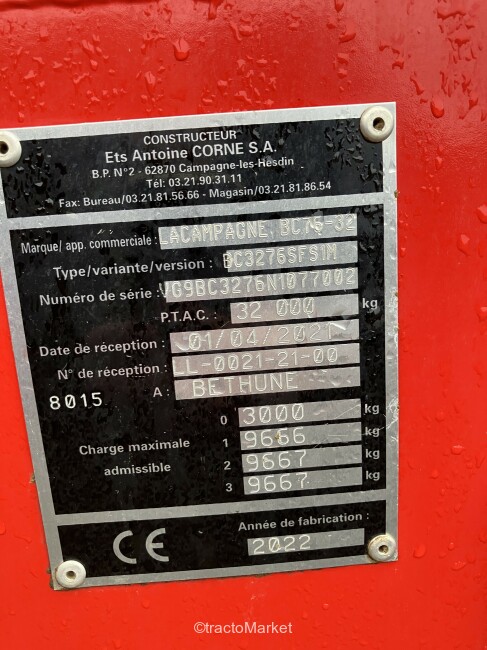 CONSTRUCTEUR
Ets Antoine CORNE S.A.
B.P. N°2 - 62870 Campagne-les-Hesdin
Tél: 03.21.90.31.11
Fax: Bureau/03.21.81.56.66 - Magasin/03.21.81.86.54
Marque/ app. commerciale : LACAMPAGNE BC76-32
Type/variante/version : BC3276SFS1M
Numéro de série : VG9BC3276N1077002
P.T.A.C. : 32 000 kg
Date de réception : 01/04/2021
N° de réception : LL-0021-21-00
8015 A : BETHUNE
0 3000 kg
Charge maximale admissible 1 9666 kg
2 9667 kg
3 9667 kg
CE Année de fabrication :
2022
©tractoMarket